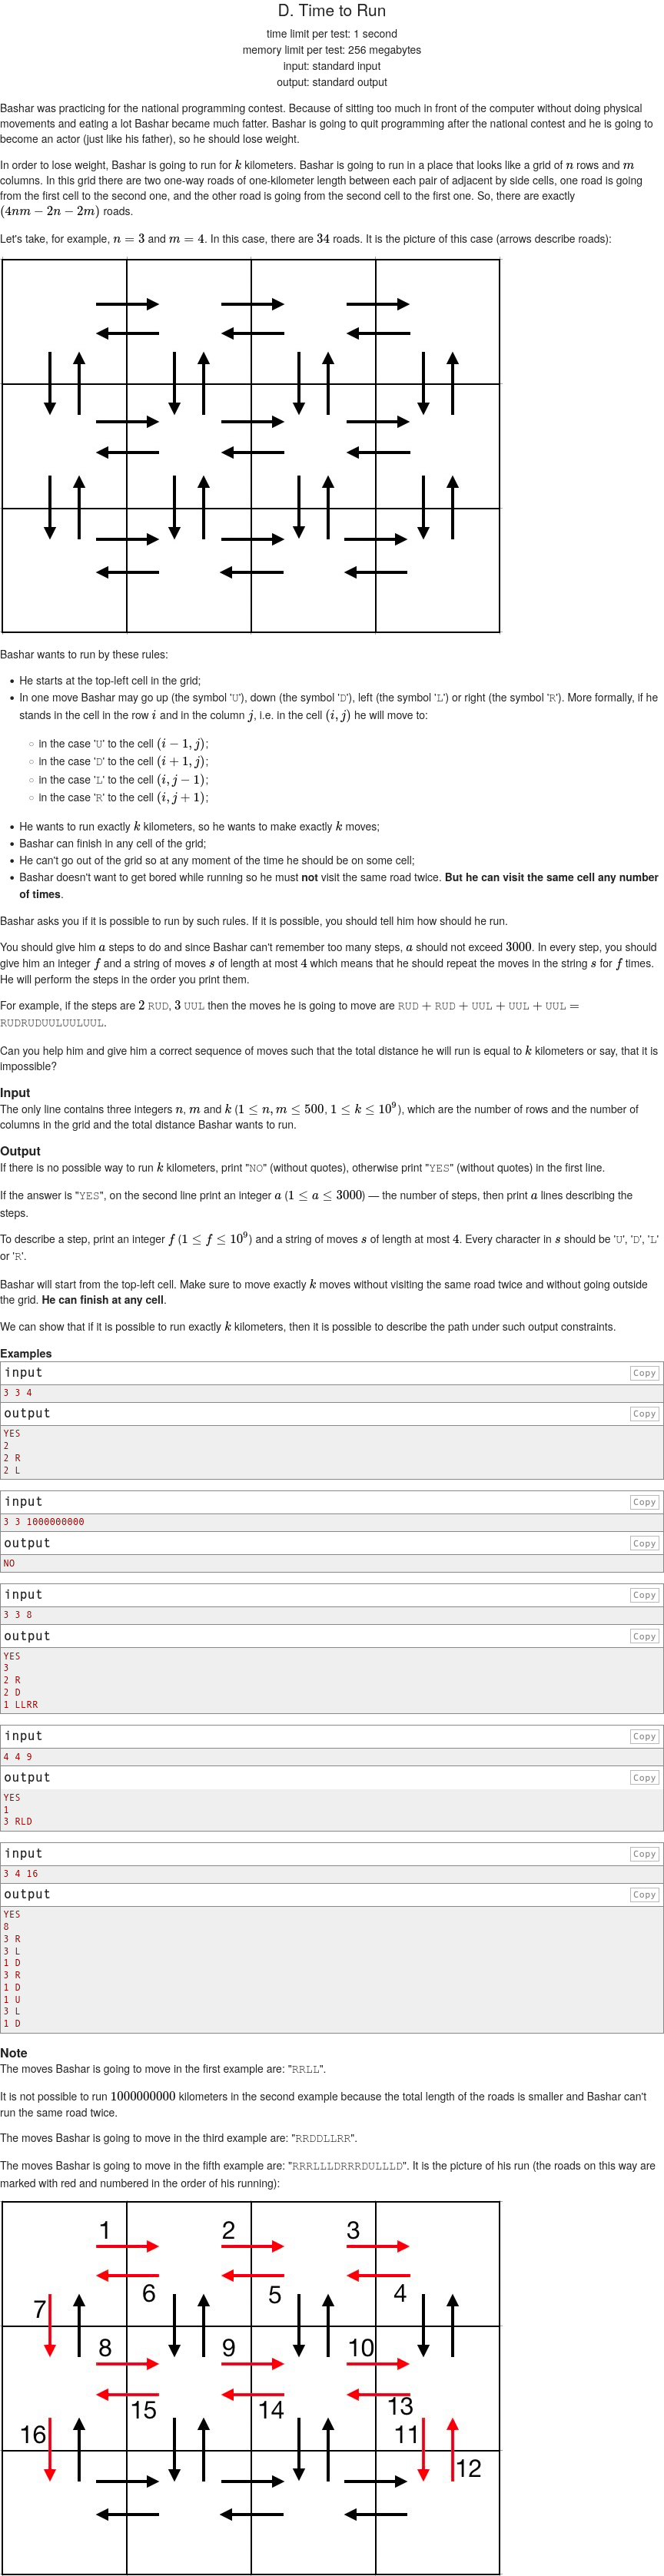 D. Time to Run
time limit per test: 1 second
memory limit per test: 256 megabytes
input: standard input
output: standard output
Bashar was practicing for the national programming contest. Because of sitting too much in front of the computer without doing physical
movements and eating a lot Bashar became much fatter. Bashar is going to quit programming after the national contest and he is going to
become an actor (just like his father), so he should lose weight.
In order to lose weight, Bashar is going to run for k kilometers. Bashar is going to run in a place that looks like a grid of n rows and m
columns. In this grid there are two one-way roads of one-kilometer length between each pair of adjacent by side cells, one road is going
from the first cell to the second one, and the other road is going from the second cell to the first one. So, there are exactly
(4nm − 2n − 2m) roads.
Let's take, for example, n = 3 and m = 4. In this case, there are 34 roads. It is the picture of this case (arrows describe roads):
Bashar wants to run by these rules:
• He starts at the top-left cell in the grid;
• In one move Bashar may go up (the symbol 'U'), down (the symbol 'D'), left (the symbol 'L') or right (the symbol 'R'). More formally, if he
stands in the cell in the row i and in the column j, i.e. in the cell (i, j) he will move to:
○ in the case 'U' to the cell (i − 1, j);
○ in the case 'D' to the cell (i + 1, j);
○ in the case 'L' to the cell (i, j − 1);
○ in the case 'R' to the cell (i, j + 1);
• He wants to run exactly k kilometers, so he wants to make exactly k moves;
• Bashar can finish in any cell of the grid;
• He can't go out of the grid so at any moment of the time he should be on some cell;
• Bashar doesn't want to get bored while running so he must not visit the same road twice. But he can visit the same cell any number
of times.
Bashar asks you if it is possible to run by such rules. If it is possible, you should tell him how should he run.
You should give him a steps to do and since Bashar can't remember too many steps, a should not exceed 3000. In every step, you should
give him an integer f and a string of moves s of length at most 4 which means that he should repeat the moves in the string s for f times.
He will perform the steps in the order you print them.
For example, if the steps are 2 RUD, 3 UUL then the moves he is going to move are RUD + RUD + UUL + UUL + UUL =
RUDRUDUULUULUUL.
Can you help him and give him a correct sequence of moves such that the total distance he will run is equal to k kilometers or say, that it is
impossible?
Input
The only line contains three integers n, m and k (1 ≤ n, m ≤ 500, 1 ≤ k ≤ 10^9), which are the number of rows and the number of
columns in the grid and the total distance Bashar wants to run.
Output
If there is no possible way to run k kilometers, print "NO" (without quotes), otherwise print "YES" (without quotes) in the first line.
If the answer is "YES", on the second line print an integer a (1 ≤ a ≤ 3000) — the number of steps, then print a lines describing the
steps.
To describe a step, print an integer f (1 ≤ f ≤ 10^9) and a string of moves s of length at most 4. Every character in s should be 'U', 'D', 'L'
or 'R'.
Bashar will start from the top-left cell. Make sure to move exactly k moves without visiting the same road twice and without going outside
the grid. He can finish at any cell.
We can show that if it is possible to run exactly k kilometers, then it is possible to describe the path under such output constraints.
Examples
input Copy
3 3 4
output Copy
YES
2
2 R
2 L
input Copy
3 3 1000000000
output Copy
NO
input Copy
3 3 8
output Copy
YES
3
2 R
2 D
1 LLRR
input Copy
4 4 9
output Copy
YES
1
3 RLD
input Copy
3 4 16
output Copy
YES
8
3 R
3 L
1 D
3 R
1 D
1 U
3 L
1 D
Note
The moves Bashar is going to move in the first example are: "RRLL".
It is not possible to run 1000000000 kilometers in the second example because the total length of the roads is smaller and Bashar can't
run the same road twice.
The moves Bashar is going to move in the third example are: "RRDDLLRR".
The moves Bashar is going to move in the fifth example are: "RRRLLLDRRRDULLLD". It is the picture of his run (the roads on this way are
marked with red and numbered in the order of his running):
1 2 3
6 5 4
7
8 9 10
15 14 13
16 11 12